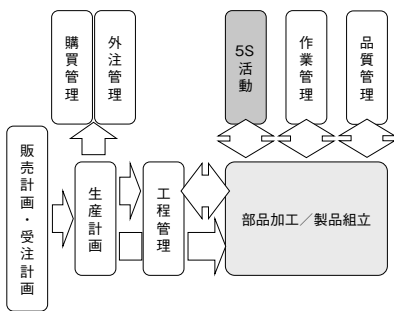 購買管理
外注管理
5S活動
作業管理
品質管理
販売計画・受注計画
生産計画
工程管理
部品加工／製品組立